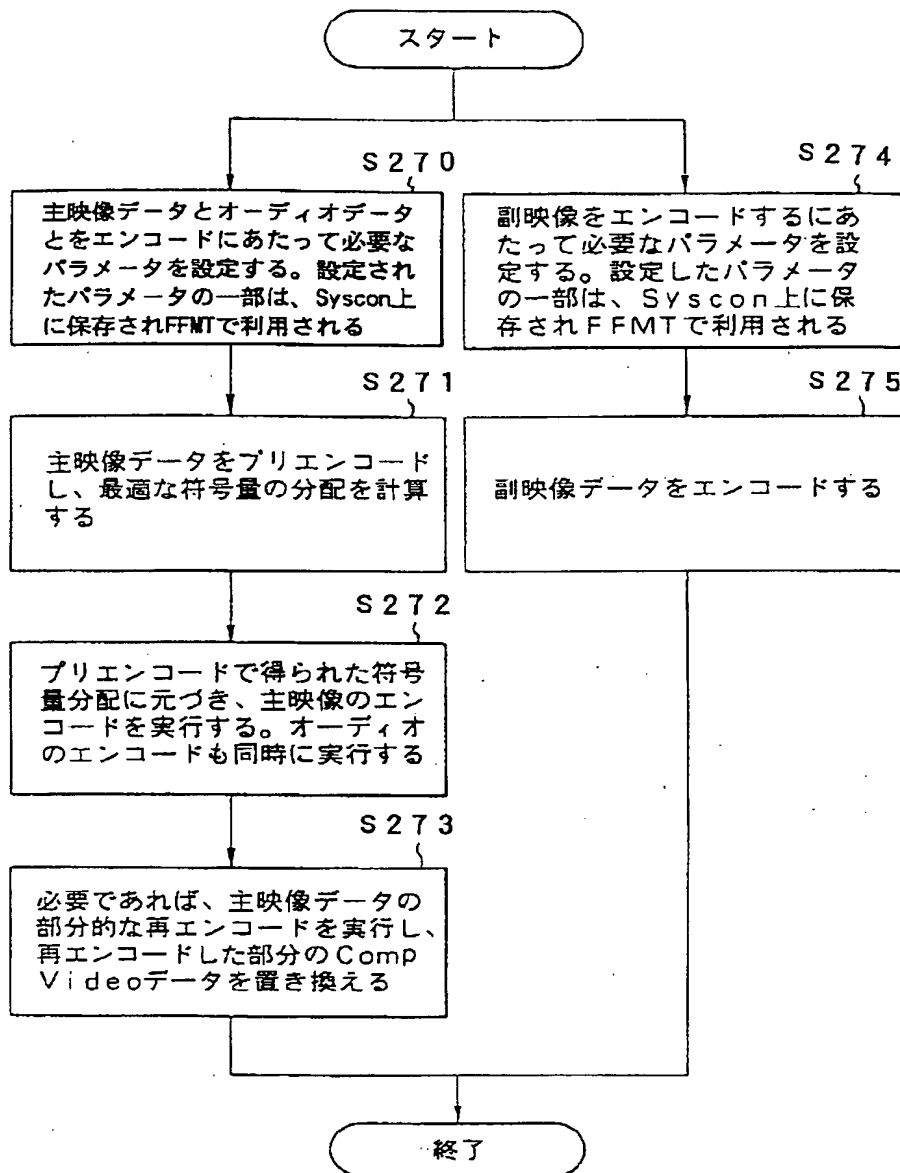 スタート
S270
主映像データとオーディオデータ
とをエンコードにあたって必要な
パラメータを設定する。設定され
たパラメータの一部は、Syscon上
に保存されFFMTで利用される
S271
主映像データをプリエンコード
し、最適な符号量の分配を計算
する
S272
プリエンコードで得られた符号
量分配に元づき、主映像のエン
コードを実行する。オーディオ
のエンコードも同時に実行する
S273
必要であれば、主映像データの
部分的な再エンコードを実行し、
再エンコードした部分のComp
Videoデータを置き換える
S274
副映像をエンコードするにあ
たって必要なパラメータを設
定する。設定したパラメータ
の一部は、Syscon上に保
存されFFMTで利用される
S275
副映像データをエンコードする
終了